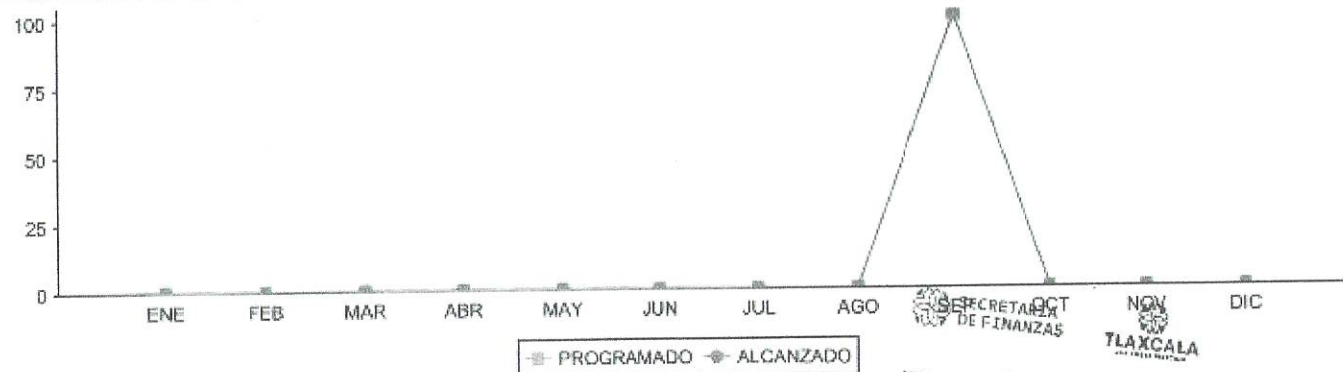 100
75
50
25
0
ENE FEB MAR ABR MAY JUN JUL AGO SEP OCT NOV DIC
SECRETARÍA
DE FINANZAS
TLAXCALA
PROGRAMADO ALCANZADO